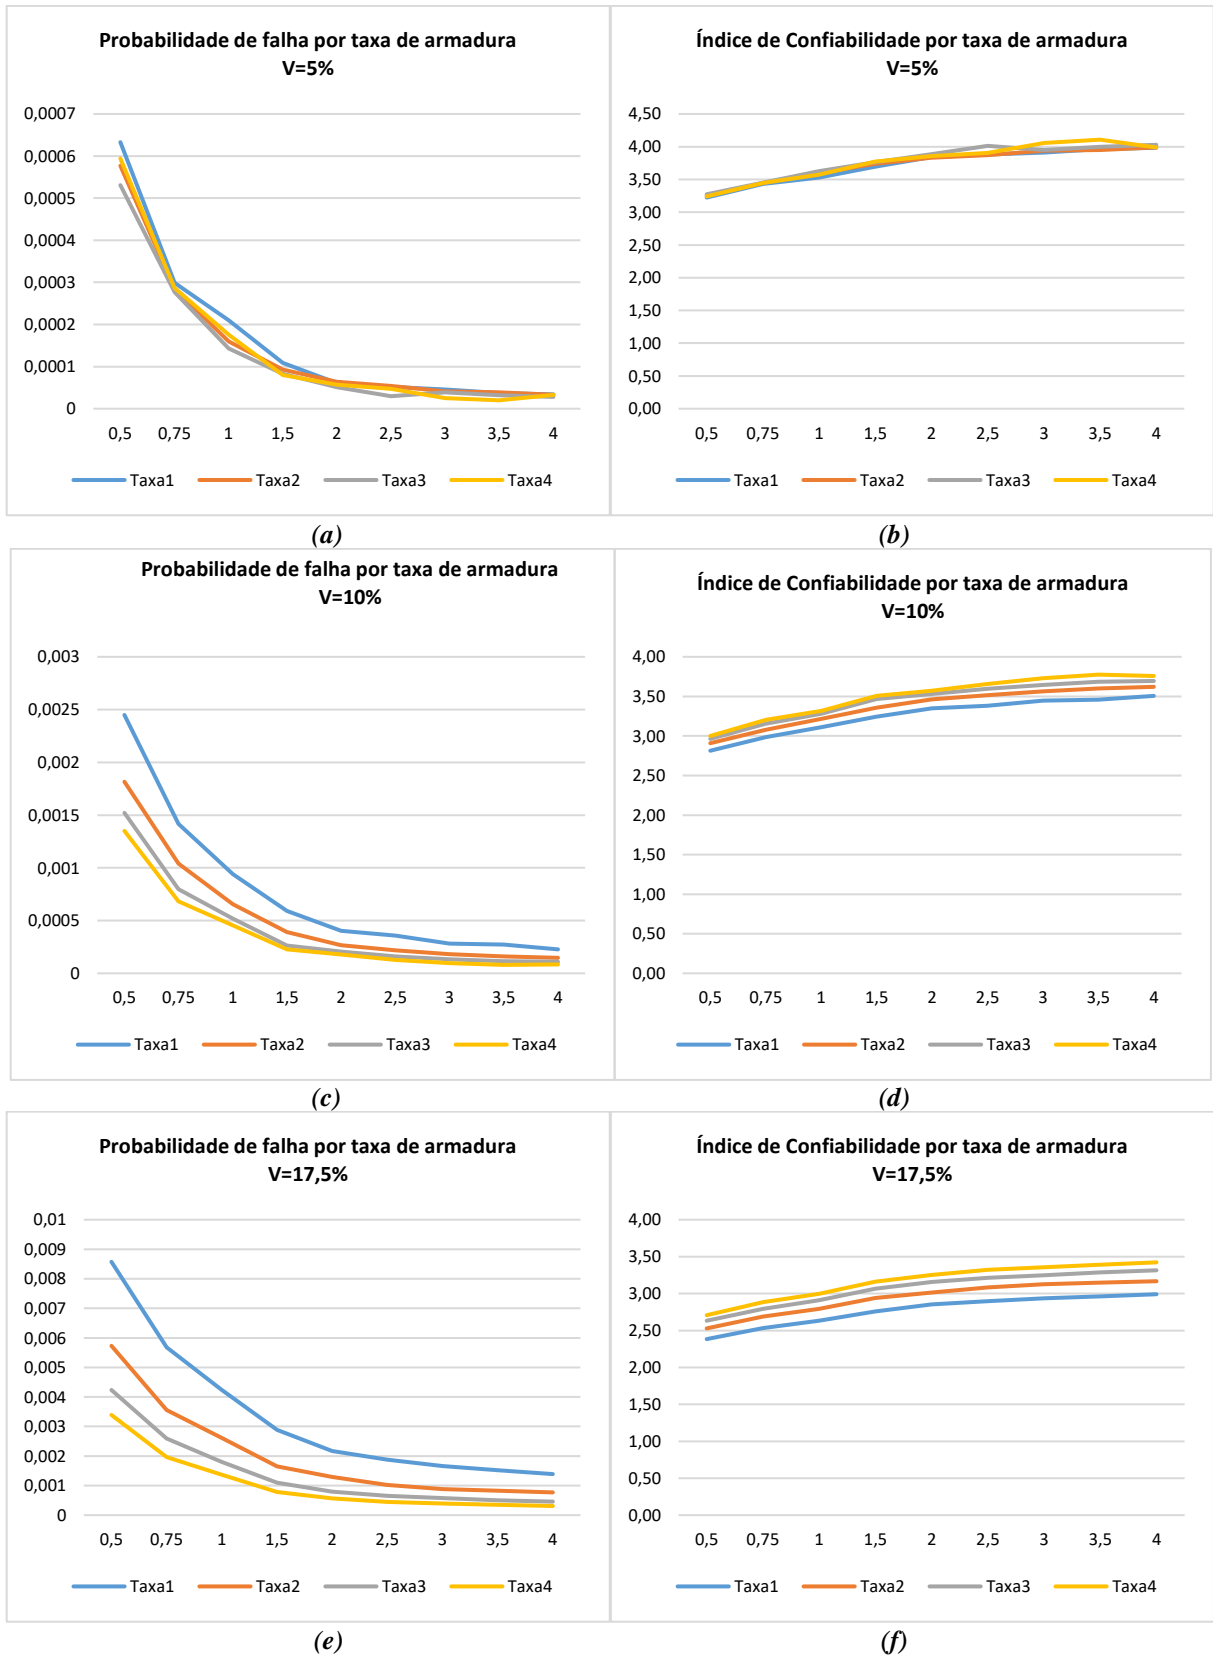 Probabilidade de falha por taxa de armadura
V=5%
0,0007
0,0006
0,0005
0,0004
0,0003
0,0002
0,0001
0
0,5 0,75 1 1,5 2 2,5 3 3,5 4
Taxa1 Taxa2 Taxa3 Taxa4
(a)
Índice de Confiabilidade por taxa de armadura
V=5%
4,50
4,00
3,50
3,00
2,50
2,00
1,50
1,00
0,50
0,00
0,5 0,75 1 1,5 2 2,5 3 3,5 4
Taxa1 Taxa2 Taxa3 Taxa4
(b)
Probabilidade de falha por taxa de armadura
V=10%
0,003
0,0025
0,002
0,0015
0,001
0,0005
0
0,5 0,75 1 1,5 2 2,5 3 3,5 4
Taxa1 Taxa2 Taxa3 Taxa4
(c)
Índice de Confiabilidade por taxa de armadura
V=10%
4,00
3,50
3,00
2,50
2,00
1,50
1,00
0,50
0,00
0,5 0,75 1 1,5 2 2,5 3 3,5 4
Taxa1 Taxa2 Taxa3 Taxa4
(d)
Probabilidade de falha por taxa de armadura
V=17,5%
0,01
0,009
0,008
0,007
0,006
0,005
0,004
0,003
0,002
0,001
0
0,5 0,75 1 1,5 2 2,5 3 3,5 4
Taxa1 Taxa2 Taxa3 Taxa4
(e)
Índice de Confiabilidade por taxa de armadura
V=17,5%
4,00
3,50
3,00
2,50
2,00
1,50
1,00
0,50
0,00
0,5 0,75 1 1,5 2 2,5 3 3,5 4
Taxa1 Taxa2 Taxa3 Taxa4
(f)